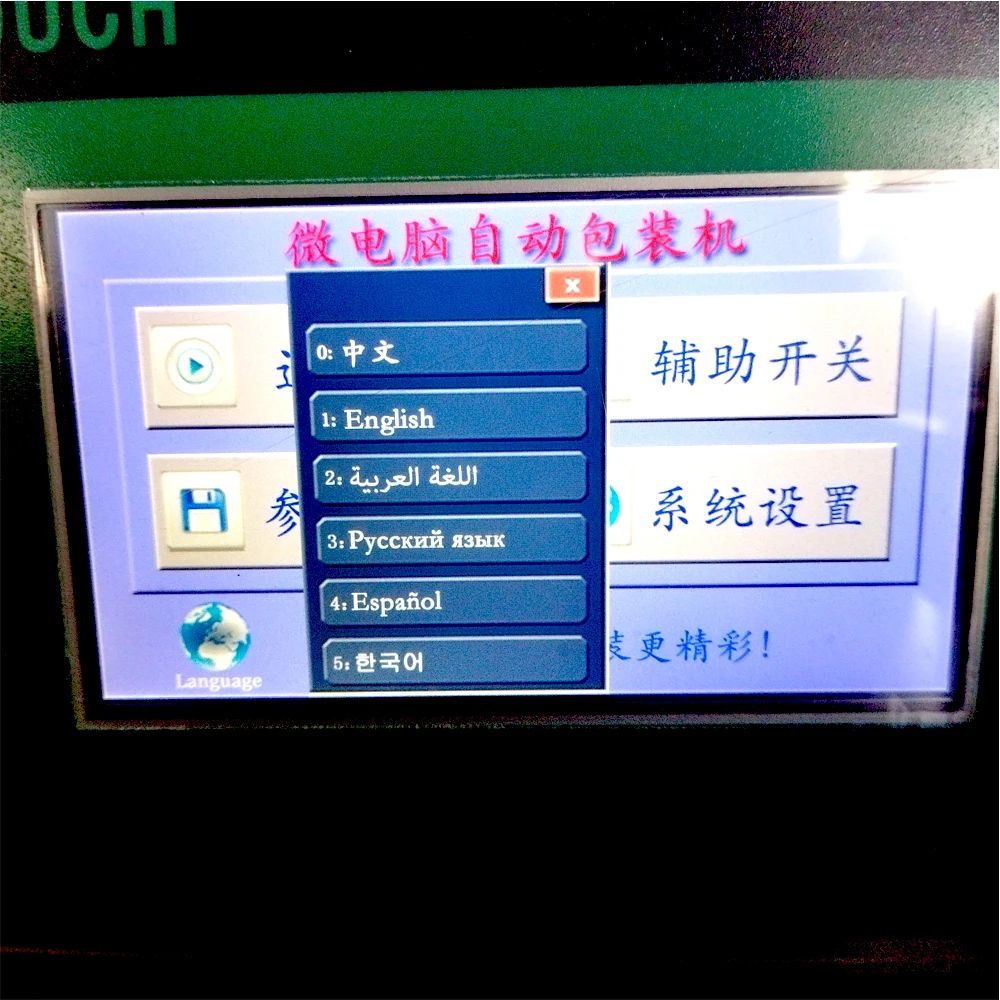 OUCH
微电脑自动包装机
0: 中文
辅助开关
1: English
2: اللغة العربية
参
系统设置
3: Русский язык
4: Español
5: 한국어
装更精彩!
Language